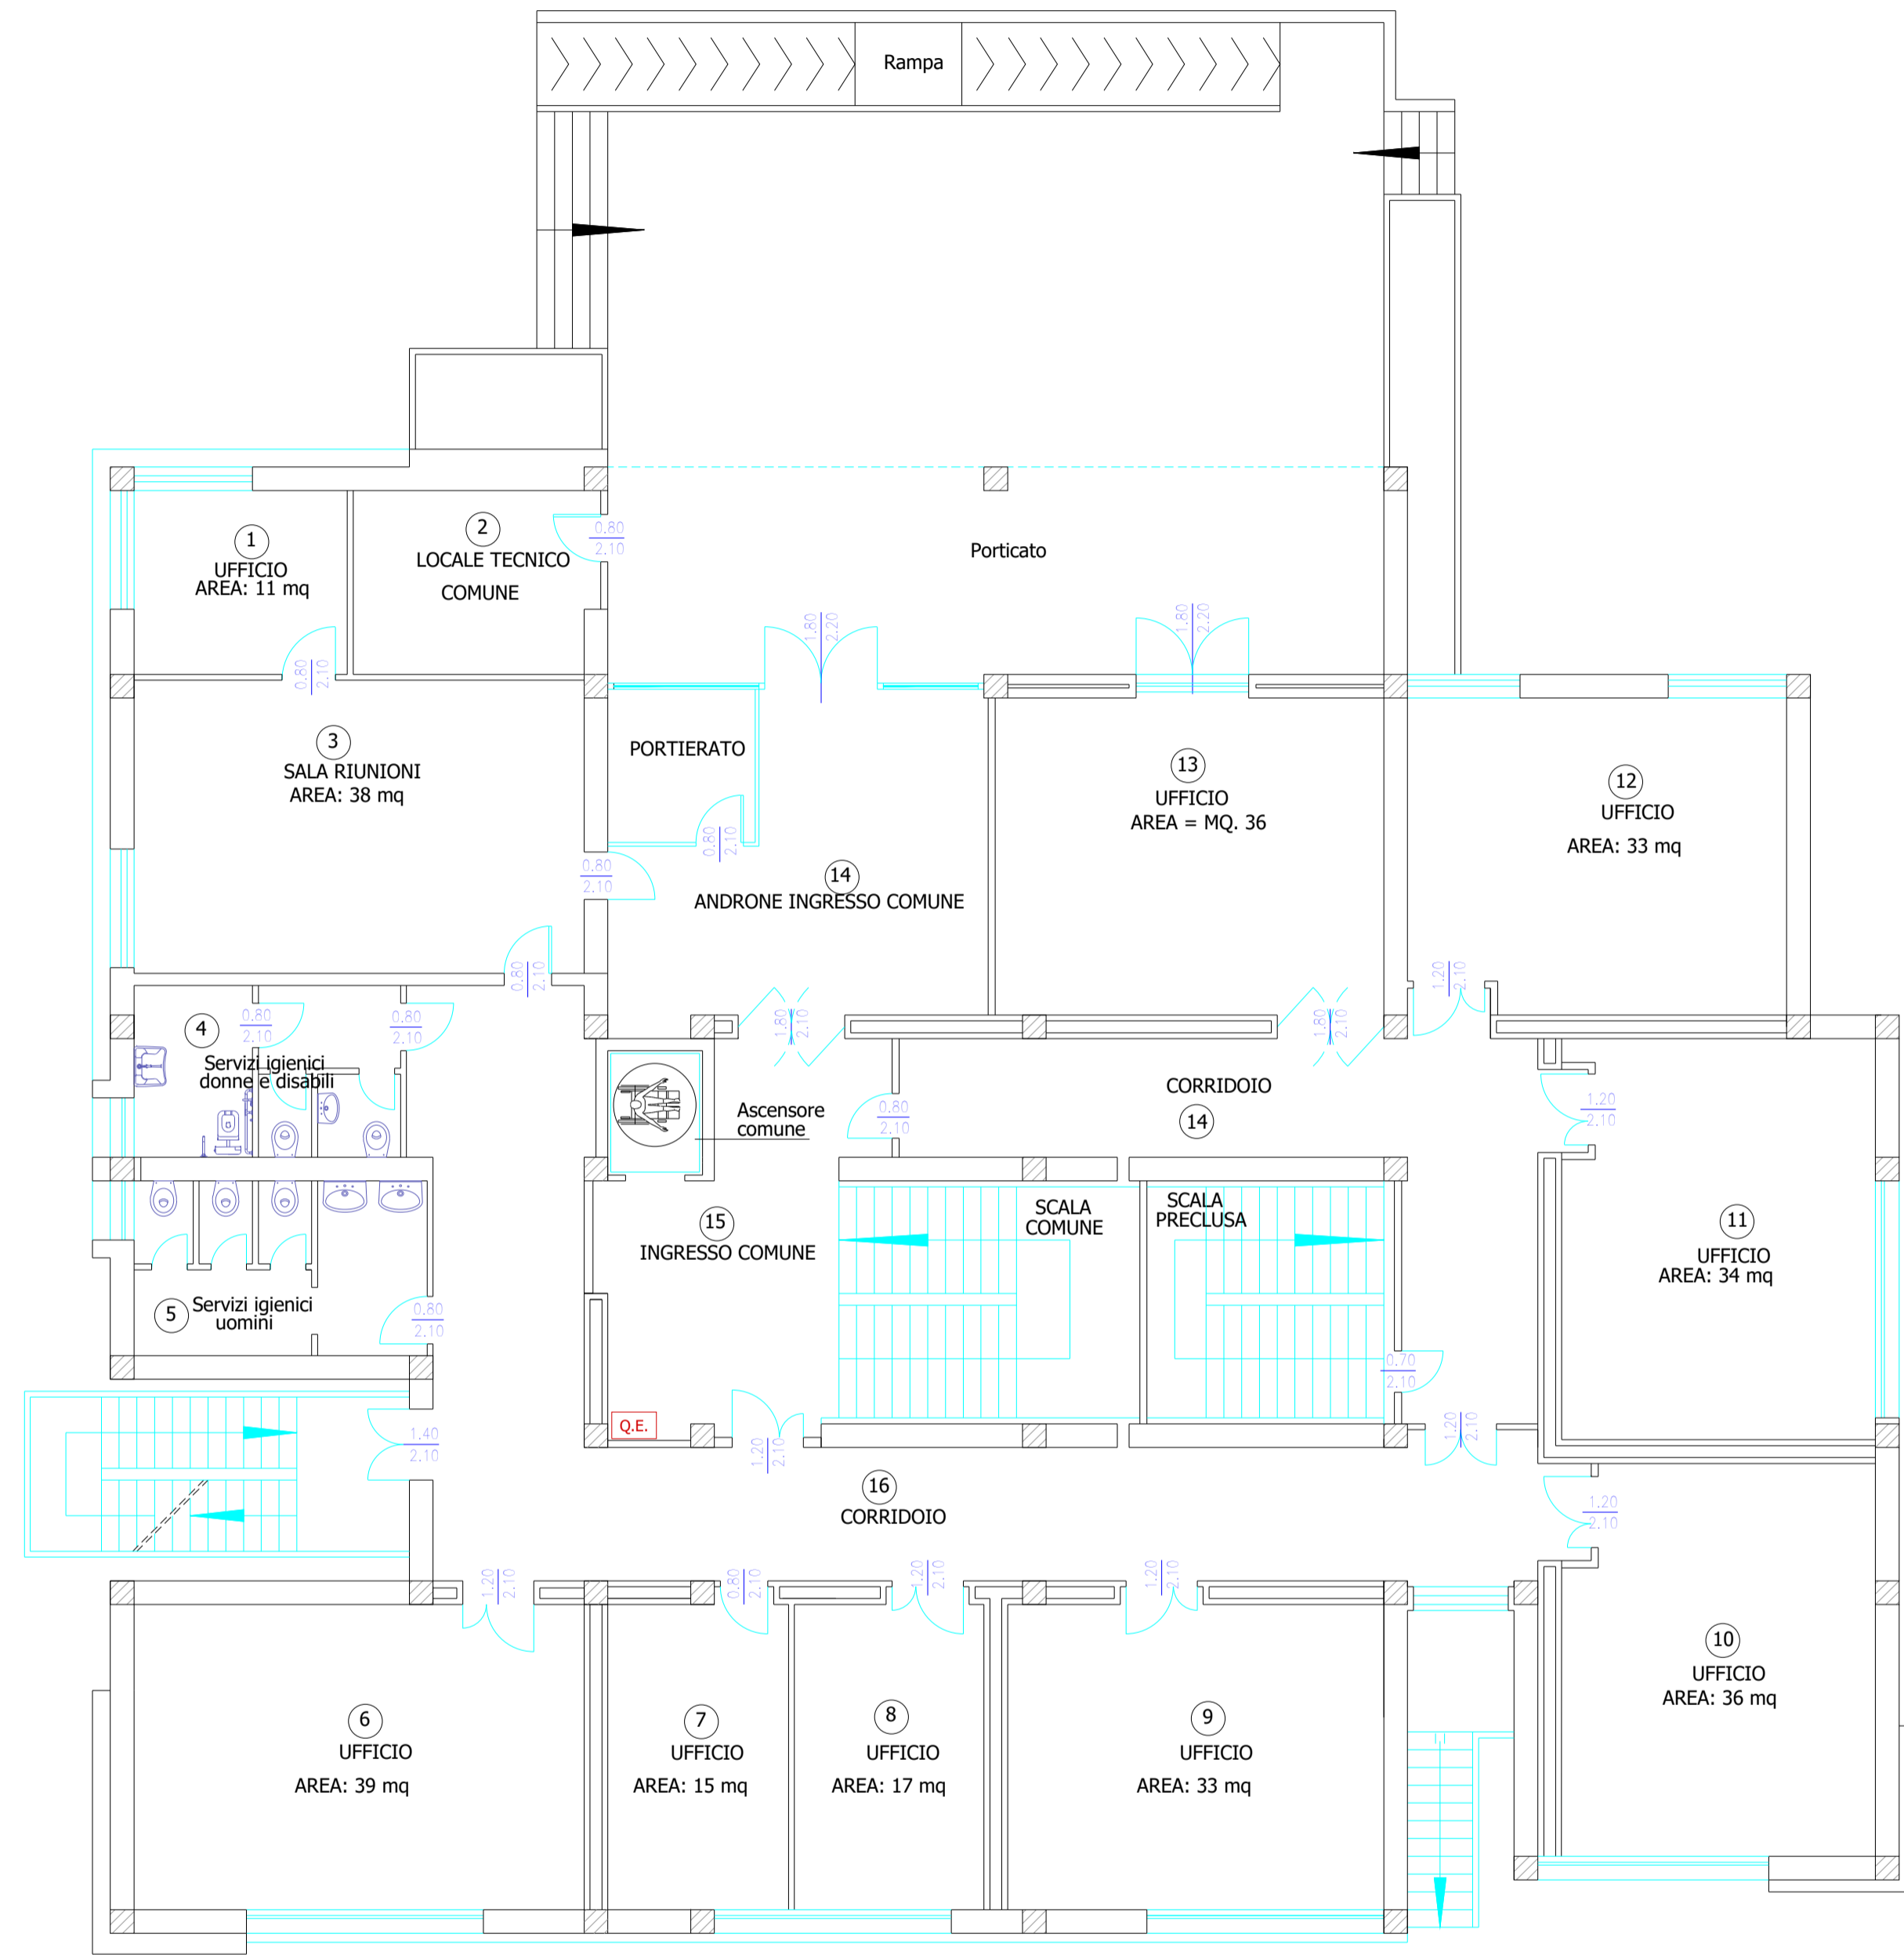 Rampa
1
UFFICIO
AREA: 11 mq
2
LOCALE TECNICO
COMUNE
0.80
2.10
Porticato
1.80
2.20
1.80
2.20
0.80
2.10
3
SALA RIUNIONI
AREA: 38 mq
PORTIERATO
0.80
2.10
0.80
2.10
14
ANDRONE INGRESSO COMUNE
13
UFFICIO
AREA = MQ. 36
12
UFFICIO
AREA: 33 mq
0.80
2.10
1.20
2.10
4
0.80
2.10
0.80
2.10
Servizi igienici
donne e disabili
1.80
2.10
1.80
2.10
Ascensore
comune
0.80
2.10
CORRIDOIO
14
1.20
2.10
15
INGRESSO COMUNE
SCALA
COMUNE
SCALA
PRECLUSA
11
UFFICIO
AREA: 34 mq
5
Servizi igienici
uomini
0.80
2.10
0.70
2.10
Q.E.
1.40
2.10
1.20
2.10
1.20
2.10
16
CORRIDOIO
1.20
2.10
1.20
2.10
0.80
2.10
1.20
2.10
1.20
2.10
10
UFFICIO
AREA: 36 mq
6
UFFICIO
AREA: 39 mq
7
UFFICIO
AREA: 15 mq
8
UFFICIO
AREA: 17 mq
9
UFFICIO
AREA: 33 mq